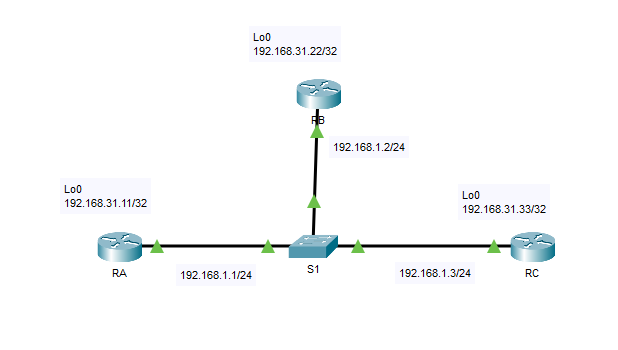 Lo0
192.168.31.22/32
RB
192.168.1.2/24
Lo0
192.168.31.11/32
Lo0
192.168.31.33/32
RA
192.168.1.1/24
S1
192.168.1.3/24
RC